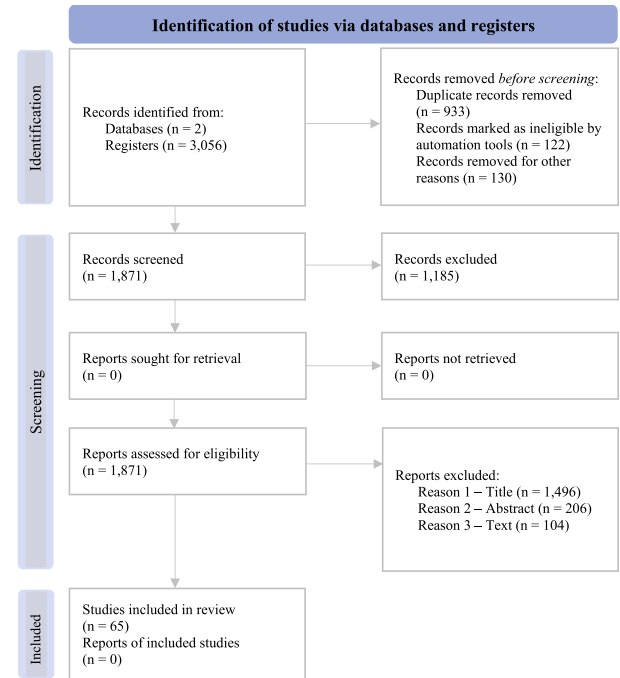 Identification of studies via databases and registers
Identification
Records identified from:
Databases (n = 2)
Registers (n = 3,056)
Records removed before screening:
Duplicate records removed
(n = 933)
Records marked as ineligible by
automation tools (n = 122)
Records removed for other
reasons (n = 130)
Screening
Records screened
(n = 1,871)
Records excluded
(n = 1,185)
Reports sought for retrieval
(n = 0)
Reports not retrieved
(n = 0)
Reports assessed for eligibility
(n = 1,871)
Reports excluded:
Reason 1 – Title (n = 1,496)
Reason 2 – Abstract (n = 206)
Reason 3 – Text (n = 104)
Included
Studies included in review
(n = 65)
Reports of included studies
(n = 0)